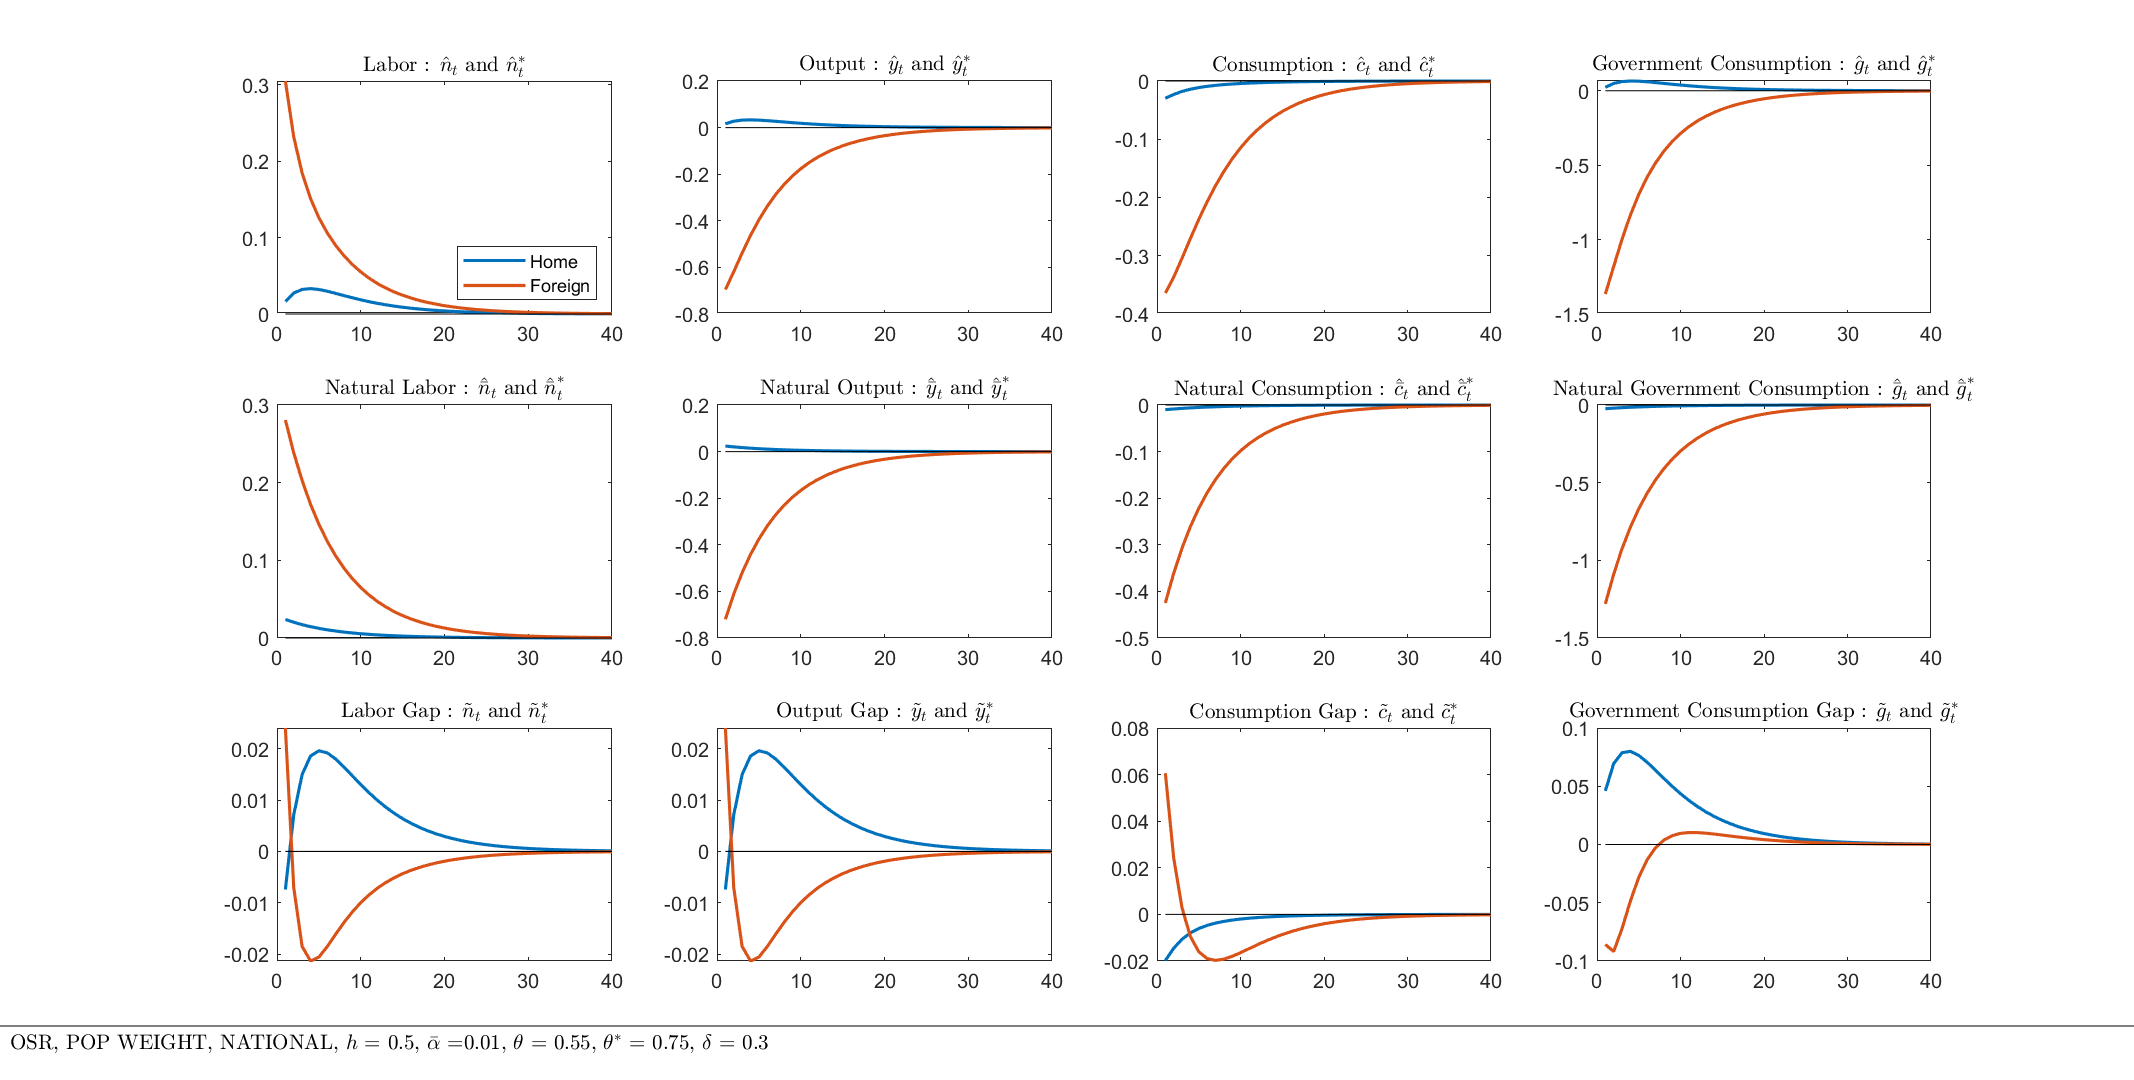 Labor : n̂ₜ and n̂ₜ*
Output : ŷₜ and ŷₜ*
Consumption : ĉₜ and ĉₜ*
Government Consumption : ĝₜ and ĝₜ*
0.3
0.2
0.1
0
0 10 20 30 40
Home
Foreign
0.2
0
-0.2
-0.4
-0.6
-0.8
0 10 20 30 40
0
-0.1
-0.2
-0.3
-0.4
0 10 20 30 40
0
-0.5
-1
-1.5
0 10 20 30 40
Natural Labor : n̄̂ₜ and n̄̂ₜ*
Natural Output : ȳ̂ₜ and ȳ̂ₜ*
Natural Consumption : c̄̂ₜ and c̄̂ₜ*
Natural Government Consumption : ḡ̂ₜ and ḡ̂ₜ*
0.3
0.2
0.1
0
0 10 20 30 40
0.2
0
-0.2
-0.4
-0.6
-0.8
0 10 20 30 40
0
-0.1
-0.2
-0.3
-0.4
-0.5
0 10 20 30 40
0
-0.5
-1
-1.5
0 10 20 30 40
Labor Gap : ñₜ and ñₜ*
Output Gap : ỹₜ and ỹₜ*
Consumption Gap : c̃ₜ and c̃ₜ*
Government Consumption Gap : g̃ₜ and g̃ₜ*
0.02
0.01
0
-0.01
-0.02
0 10 20 30 40
0.02
0.01
0
-0.01
-0.02
0 10 20 30 40
0.08
0.06
0.04
0.02
0
-0.02
0 10 20 30 40
0.1
0.05
0
-0.05
-0.1
0 10 20 30 40
OSR, POP WEIGHT, NATIONAL, h = 0.5, ᾱ =0.01, θ = 0.55, θ* = 0.75, δ = 0.3